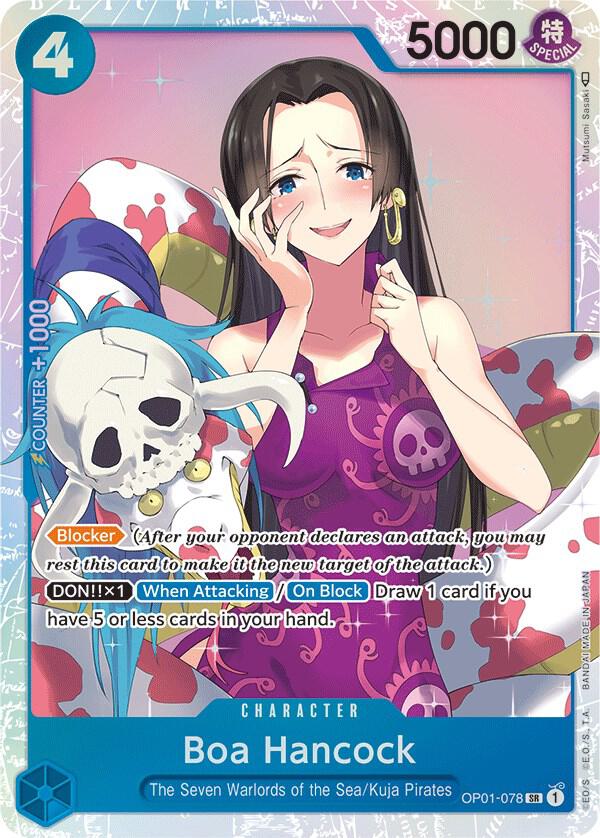 4
5000
特
SPECIAL
Mutsumi Sasaki
COUNTER +1000
Blocker (After your opponent declares an attack, you may
rest this card to make it the new target of the attack.)
DON!!×1 When Attacking / On Block Draw 1 card if you
have 5 or less cards in your hand.
CHARACTER
Boa Hancock
The Seven Warlords of the Sea/Kuja Pirates
OP01-078 SR 1
©E.O/S ©E.O./S., T.A. BANDAI MADE IN JAPAN